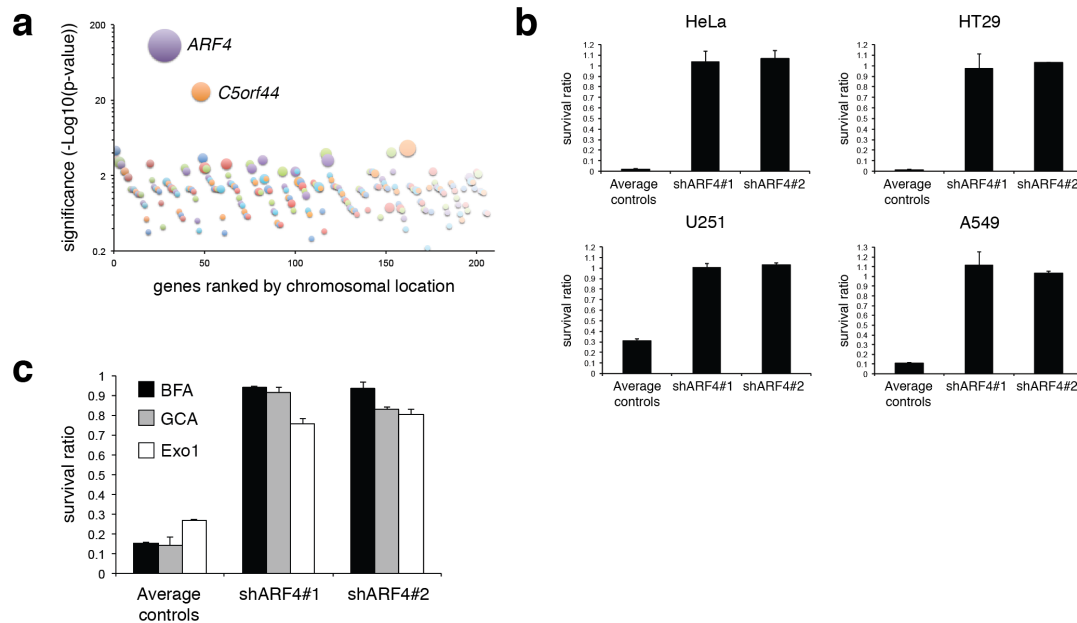 a
200
20
2
0.2
significance (-Log10(p-value))
ARF4
C5orf44
0 50 100 150 200
genes ranked by chromosomal location
b
HeLa
survival ratio
1.2
1.1
1
0.9
0.8
0.7
0.6
0.5
0.4
0.3
0.2
0.1
0
Average controls
shARF4#1
shARF4#2
HT29
survival ratio
1.2
1.1
1
0.9
0.8
0.7
0.6
0.5
0.4
0.3
0.2
0.1
0
Average controls
shARF4#1
shARF4#2
U251
survival ratio
1.2
1.1
1
0.9
0.8
0.7
0.6
0.5
0.4
0.3
0.2
0.1
0
Average controls
shARF4#1
shARF4#2
A549
survival ratio
1.3
1.2
1.1
1
0.9
0.8
0.7
0.6
0.5
0.4
0.3
0.2
0.1
0
Average controls
shARF4#1
shARF4#2
c
survival ratio
1
0.9
0.8
0.7
0.6
0.5
0.4
0.3
0.2
0.1
0
BFA
GCA
Exo1
Average controls
shARF4#1
shARF4#2